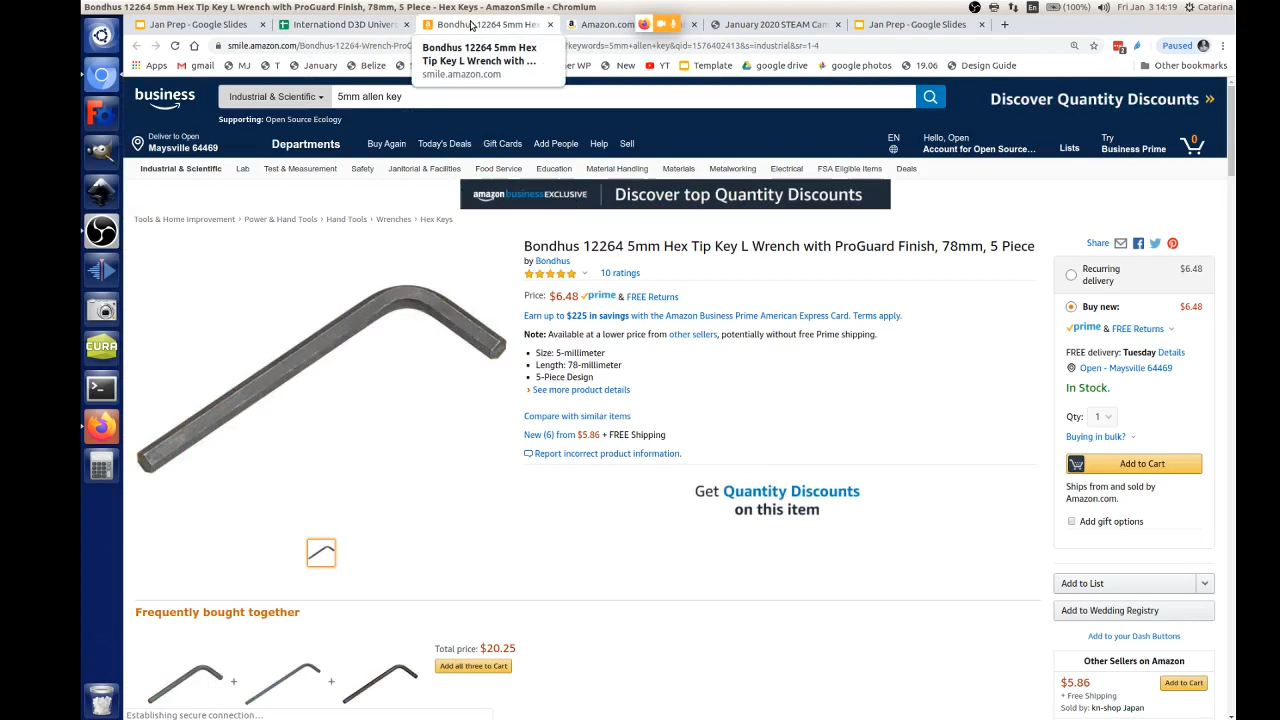 Bondhus 12264 5mm Hex Tip Key L Wrench with ProGuard Finish, 78mm, 5 Piece - Hex Keys - AmazonSmile - Chromium
En
Fri Jan 3 14:19
Catarina
Jan Prep - Google Slides
Internationd D3D Univers
Bondhus 12264 5mm He
Amazon.com
January 2020 STEAM Cam
Jan Prep - Google Slides
smile.amazon.com/Bondhus-12264-Wrench-ProG
keywords=5mm+allen+key&qid=1576402413&s=industrial&sr=1-4
Paused
Bondhus 12264 5mm Hex
Tip Key L Wrench with ...
smile.amazon.com
Apps
gmail
MJ
T
January
Belize
S
er WP
New
YT
Template
google drive
google photos
19.06
Design Guide
Other bookmarks
business
Industrial & Scientific
5mm allen key
Discover Quantity Discounts »
Supporting: Open Source Ecology
Deliver to Open
Maysville 64469
Departments
Buy Again
Today's Deals
Gift Cards
Add People
Help
Sell
EN
Hello, Open
Account for Open Source...
Lists
Try
Business Prime
0
Industrial & Scientific
Lab
Test & Measurement
Safety
Janitorial & Facilities
Food Service
Education
Material Handling
Materials
Metalworking
Electrical
FSA Eligible Items
Deals
amazonbusiness EXCLUSIVE
Discover top Quantity Discounts
Tools & Home Improvement › Power & Hand Tools › Hand Tools › Wrenches › Hex Keys
Bondhus 12264 5mm Hex Tip Key L Wrench with ProGuard Finish, 78mm, 5 Piece
by Bondhus
10 ratings
Price: $6.48 prime & FREE Returns
Earn up to $225 in savings with the Amazon Business Prime American Express Card. Terms apply.
Note: Available at a lower price from other sellers, potentially without free Prime shipping.
Size: 5-millimeter
Length: 78-millimeter
5-Piece Design
› See more product details
Compare with similar items
New (6) from $5.86 + FREE Shipping
Report incorrect product information.
Get Quantity Discounts
on this item
Share
Recurring
delivery
$6.48
Buy new:
$6.48
prime & FREE Returns
FREE delivery: Tuesday Details
Open - Maysville 64469
In Stock.
Qty: 1
Buying in bulk?
Add to Cart
Ships from and sold by
Amazon.com.
Add gift options
Add to List
Add to Wedding Registry
Add to your Dash Buttons
Other Sellers on Amazon
$5.86
Add to Cart
+ Free Shipping
Sold by: kn-shop Japan
Frequently bought together
Total price: $20.25
Add all three to Cart
+
+
Establishing secure connection...
CURA